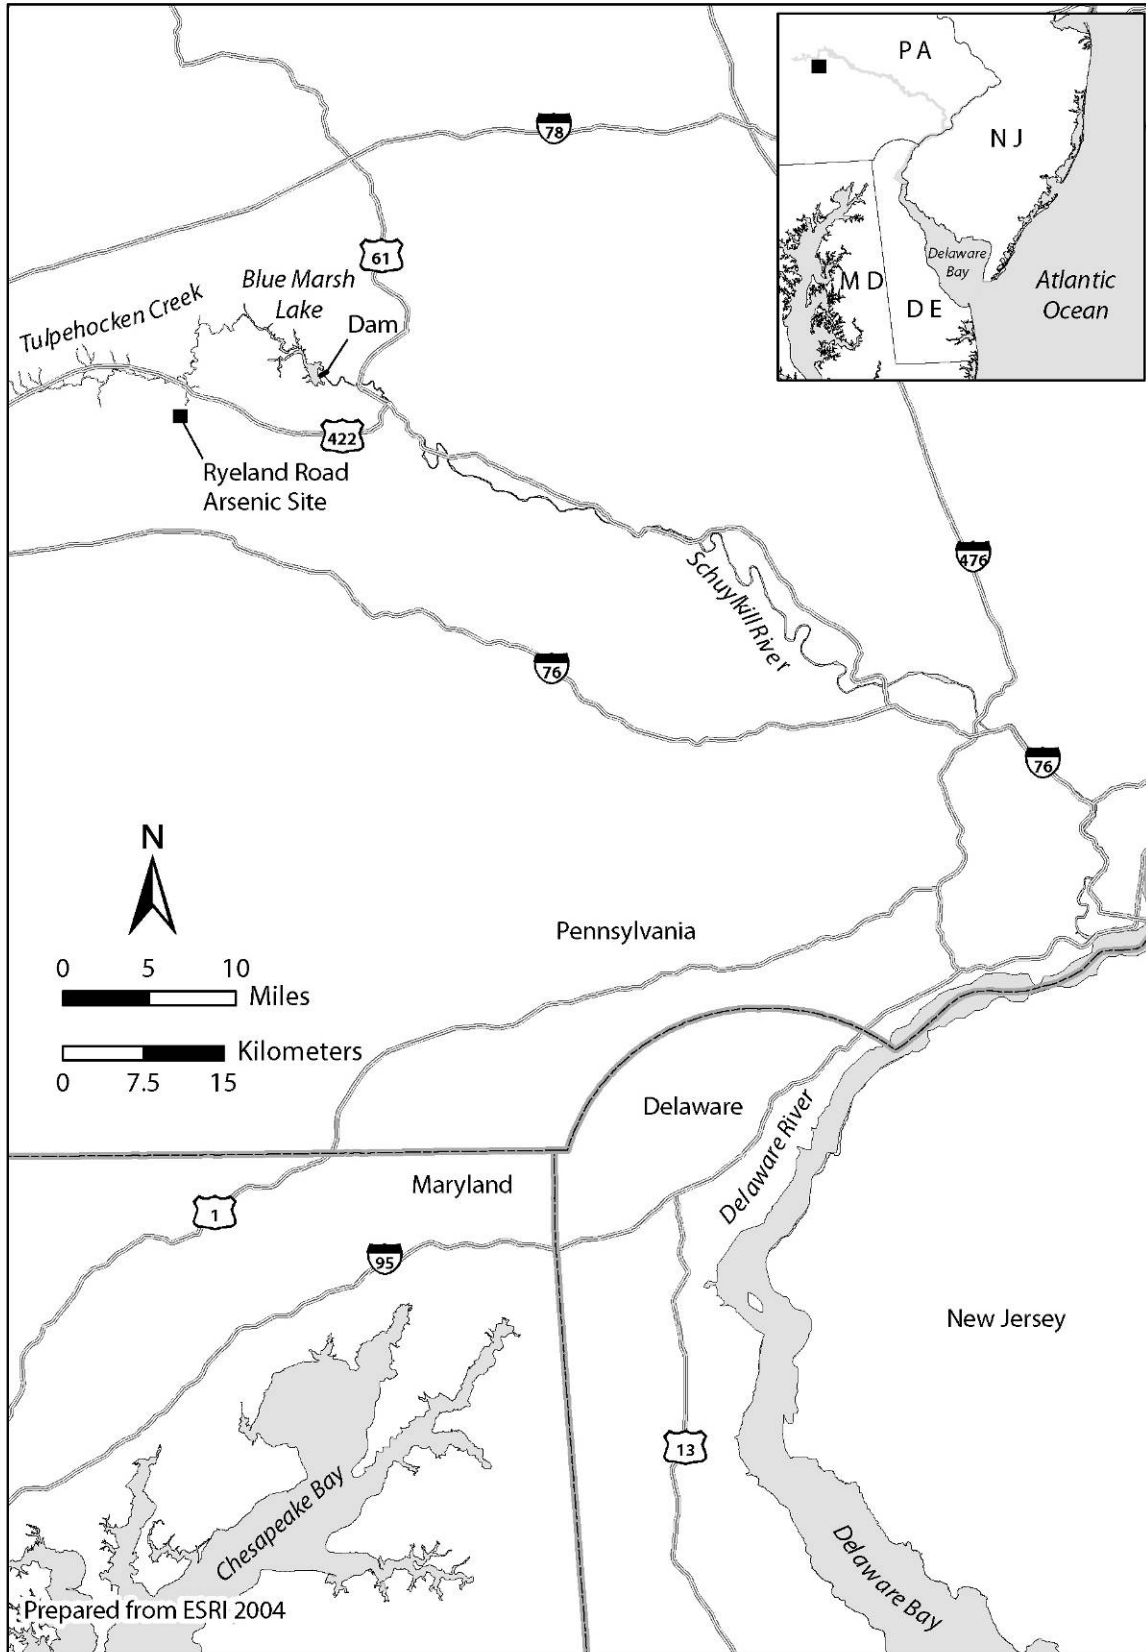 PA
NJ
Delaware
Bay
MD
DE
Atlantic
Ocean
78
61
Blue Marsh
Lake
Tulpehocken Creek
Dam
422
Ryeland Road
Arsenic Site
476
Schuylkill River
76
76
N
Pennsylvania
0 5 10
Miles
Kilometers
0 7.5 15
Delaware
Delaware River
Maryland
1
95
New Jersey
13
Chesapeake Bay
Delaware Bay
Prepared from ESRI 2004